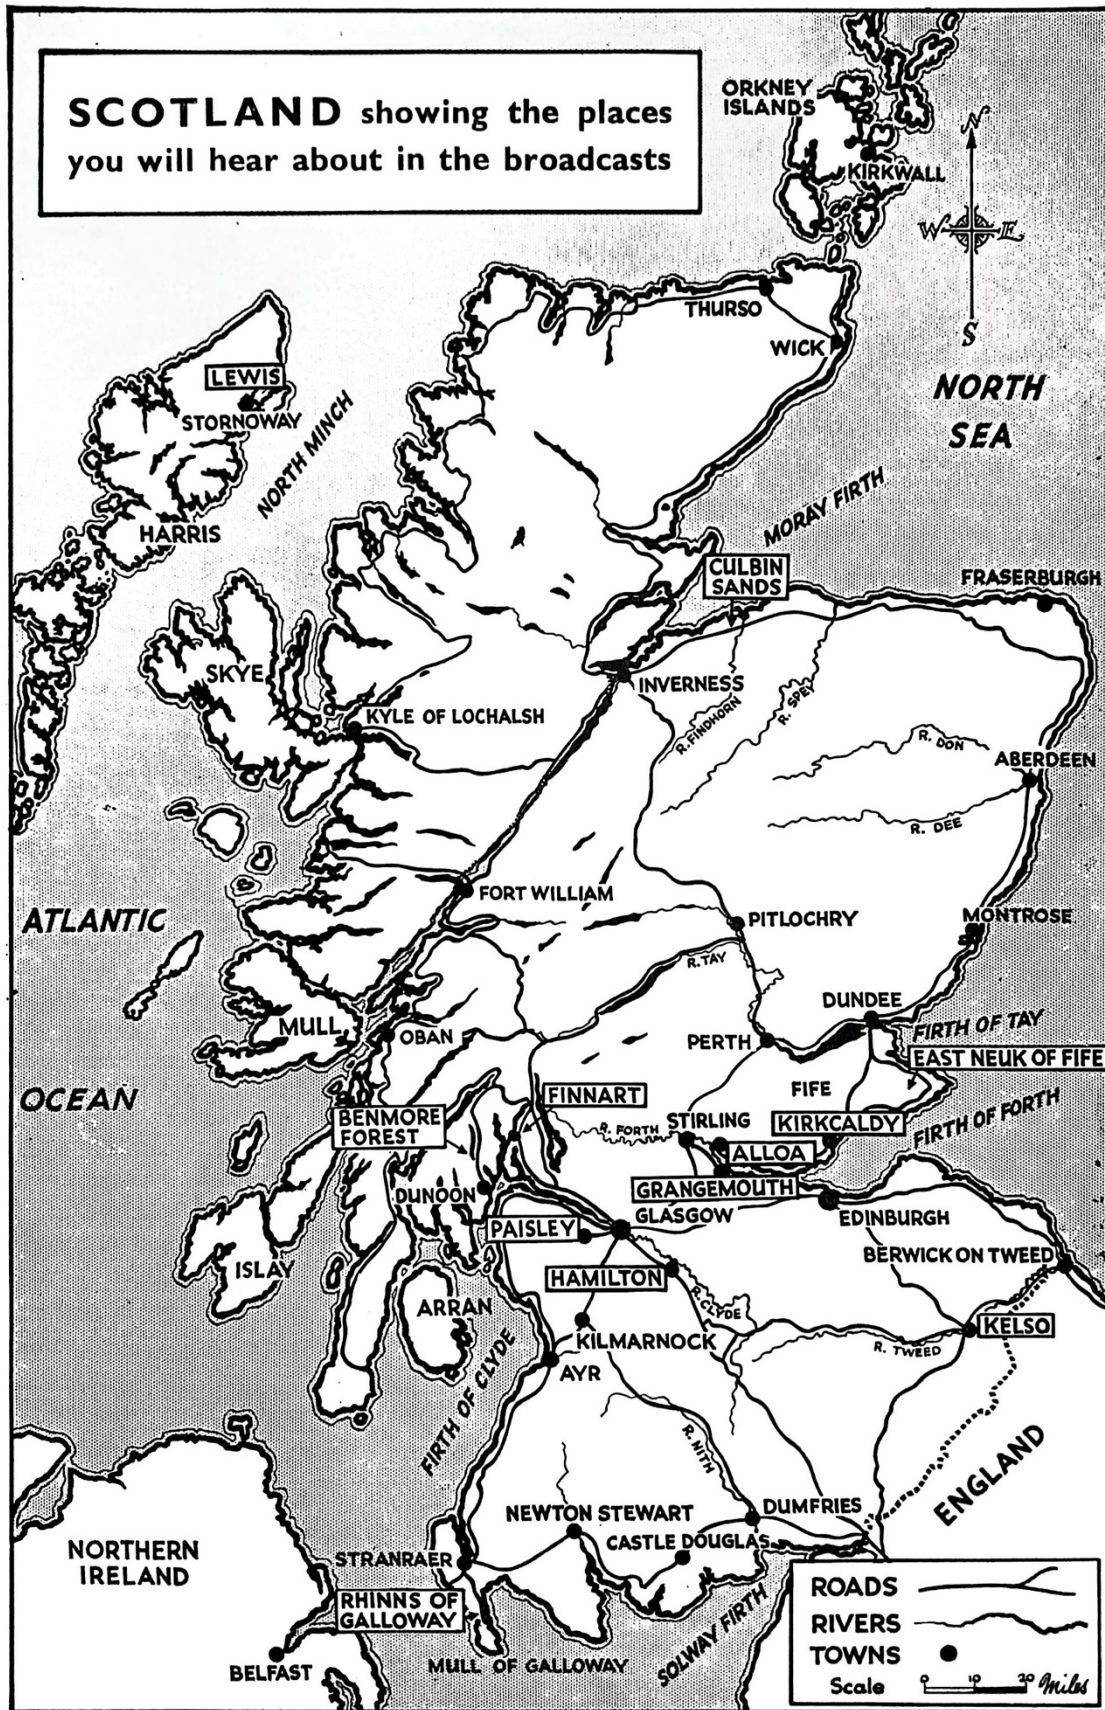 SCOTLAND showing the places
you will hear about in the broadcasts
ORKNEY
ISLANDS
KIRKWALL
N
W E
S
THURSO
WICK
NORTH
SEA
LEWIS
STORNOWAY
NORTH MINCH
HARRIS
MORAY FIRTH
CULBIN
SANDS
FRASERBURGH
SKYE
INVERNESS
KYLE OF LOCHALSH
R. FINDHORN
R. SPEY
R. DON
ABERDEEN
R. DEE
FORT WILLIAM
ATLANTIC
OCEAN
PITLOCHRY
MONTROSE
R. TAY
DUNDEE
MULL
OBAN
PERTH
FIRTH OF TAY
EAST NEUK OF FIFE
FIFE
FINNART
BENMORE
FOREST
R. FORTH
STIRLING
KIRKCALDY
FIRTH OF FORTH
ALLOA
DUNOON
GRANGEMOUTH
GLASGOW
PAISLEY
EDINBURGH
BERWICK ON TWEED
ISLAY
HAMILTON
ARRAN
R. CLYDE
KILMARNOCK
KELSO
R. TWEED
AYR
FIRTH OF CLYDE
R. NITH
ENGLAND
NEWTON STEWART
DUMFRIES
CASTLE DOUGLAS
NORTHERN
IRELAND
STRANRAER
RHINNS OF
GALLOWAY
MULL OF GALLOWAY
SOLWAY FIRTH
BELFAST
ROADS
RIVERS
TOWNS
Scale 0 10 20 Miles